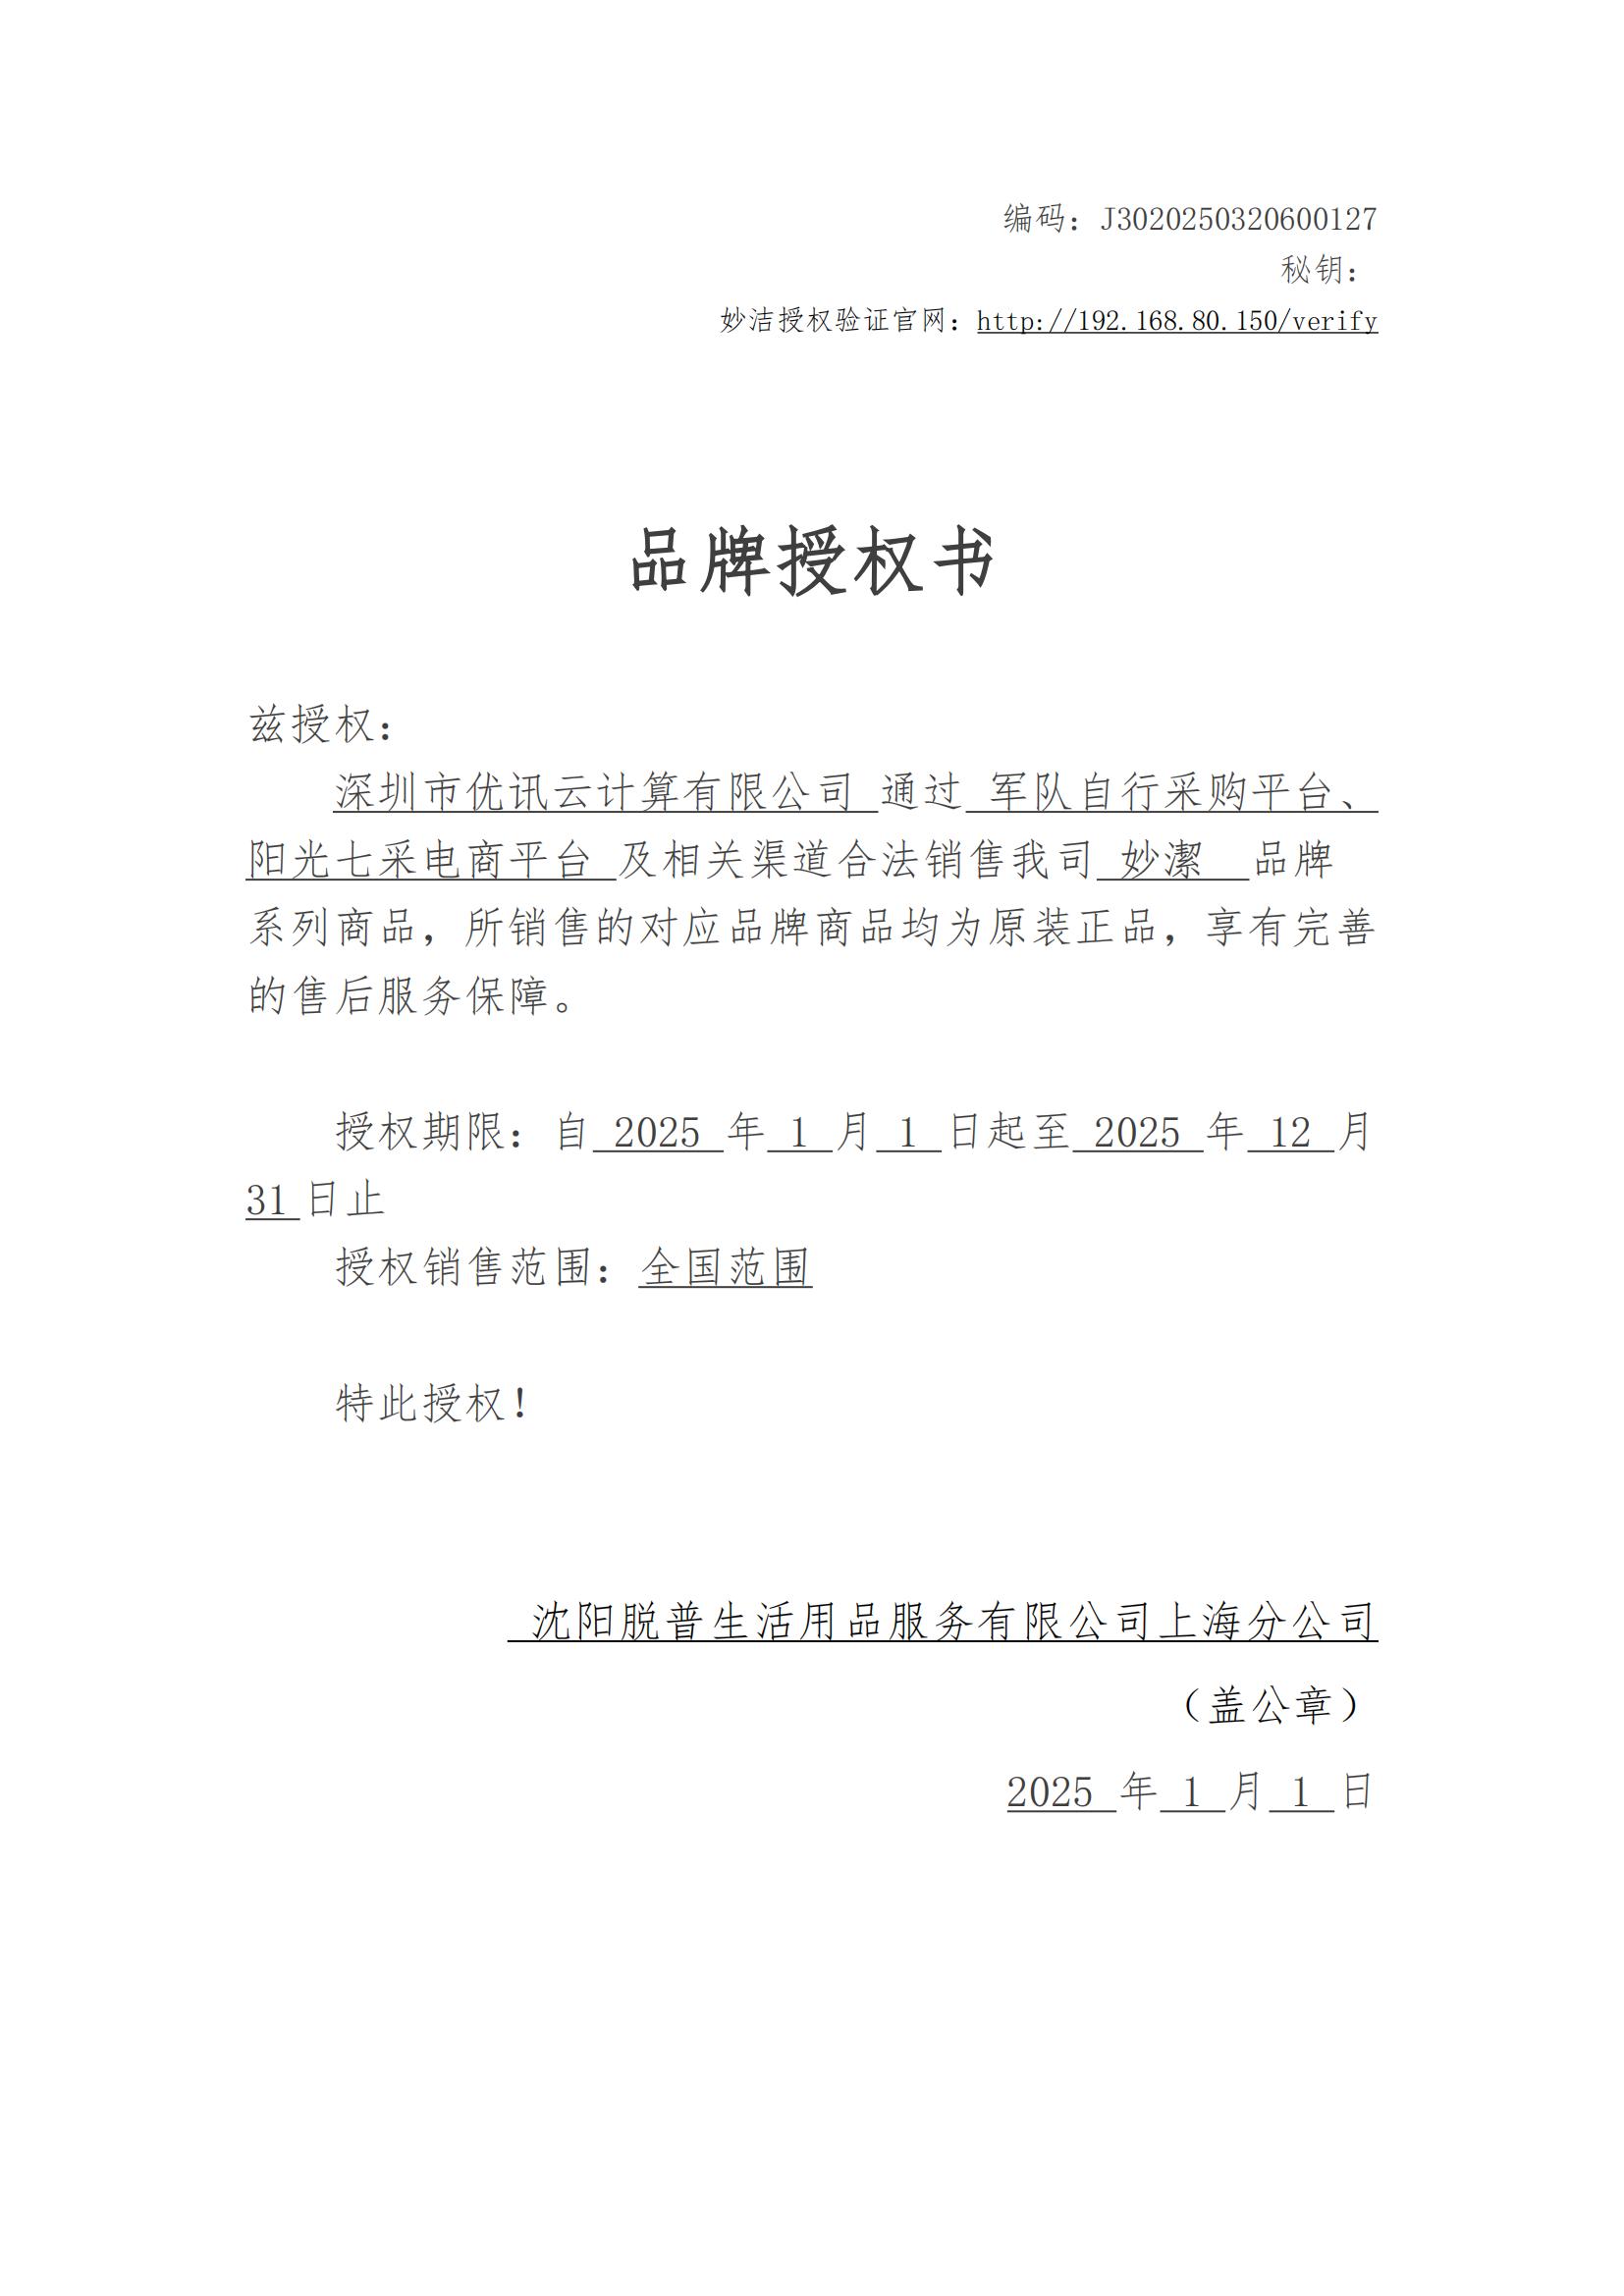 编码：J3020250320600127
秘钥：
妙洁授权验证官网：http://192.168.80.150/verify
品牌授权书
兹授权：
深圳市优讯云计算有限公司 通过 军队自行采购平台、
阳光七采电商平台 及相关渠道合法销售我司 妙潔 品牌
系列商品，所销售的对应品牌商品均为原装正品，享有完善
的售后服务保障。
授权期限：自 2025 年 1 月 1 日起至 2025 年 12 月
31 日止
授权销售范围：全国范围
特此授权！
沈阳脱普生活用品服务有限公司上海分公司
（盖公章）
2025 年 1 月 1 日